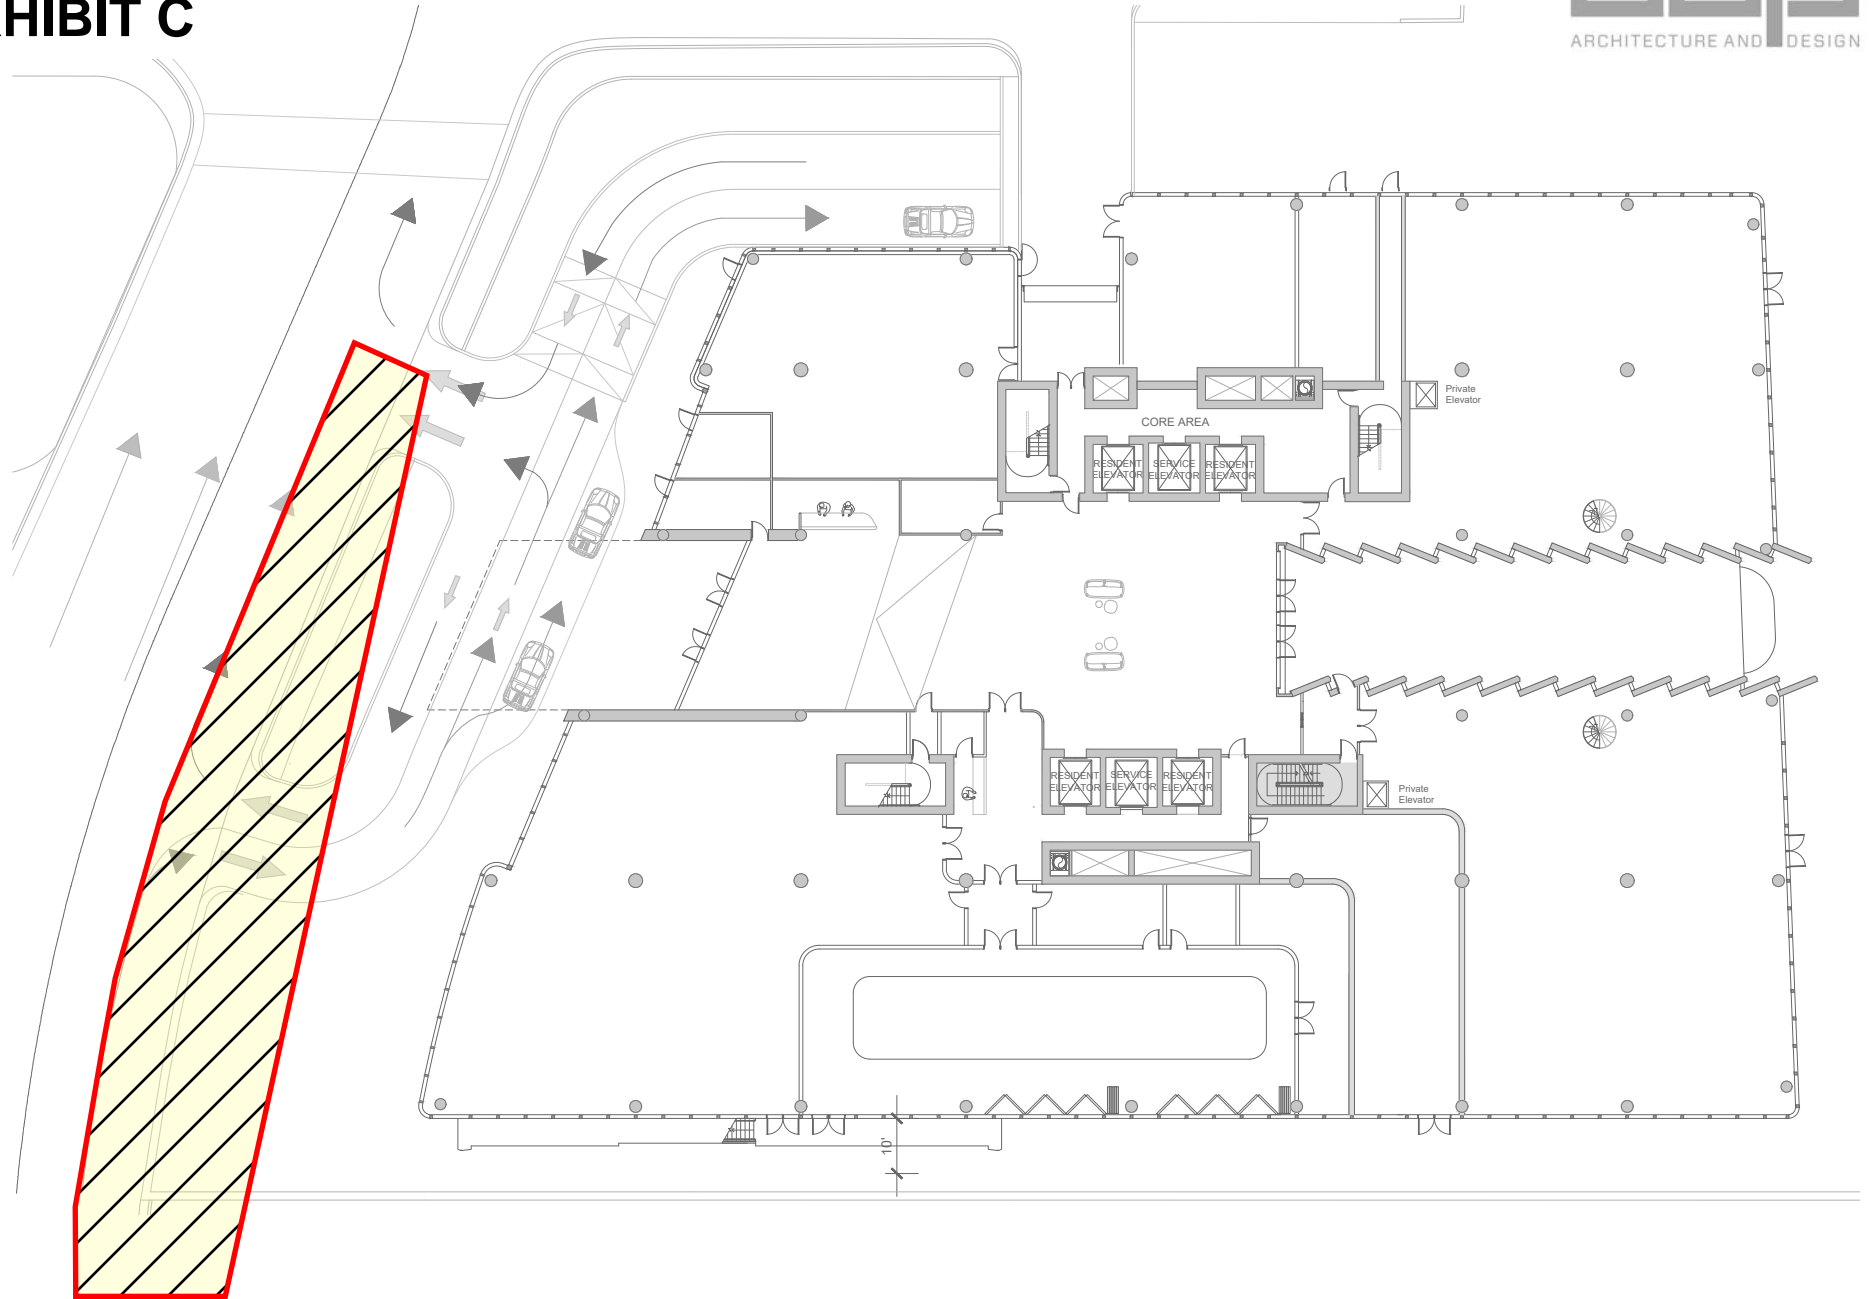 HIBIT C
ARCHITECTURE AND DESIGN
Private
Elevator
CORE AREA
RESIDENT
ELEVATOR
SERVICE
ELEVATOR
RESIDENT
ELEVATOR
RESIDENT
ELEVATOR
SERVICE
ELEVATOR
RESIDENT
ELEVATOR
Private
Elevator
10'